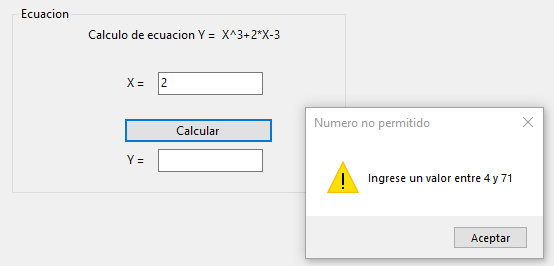 Ecuacion
Calculo de ecuacion Y = X^3+2*X-3
X = 2
Calcular
Y =
Numero no permitido
Ingrese un valor entre 4 y 71
Aceptar